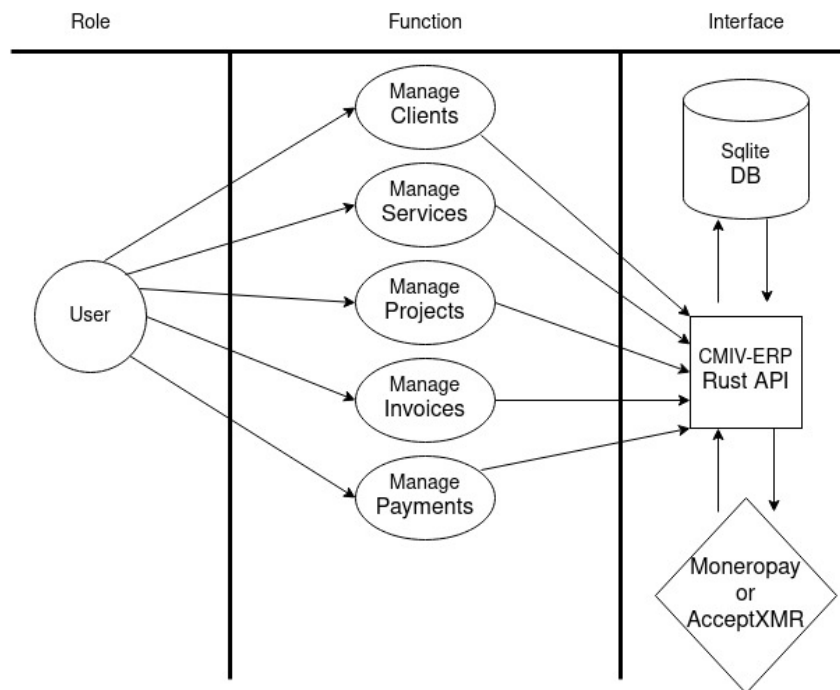 Role
Function
Interface
Manage
Clients
Manage
Services
Manage
Projects
Manage
Invoices
Manage
Payments
User
Sqlite
DB
CMIV-ERP
Rust API
Moneropay
or
AcceptXMR